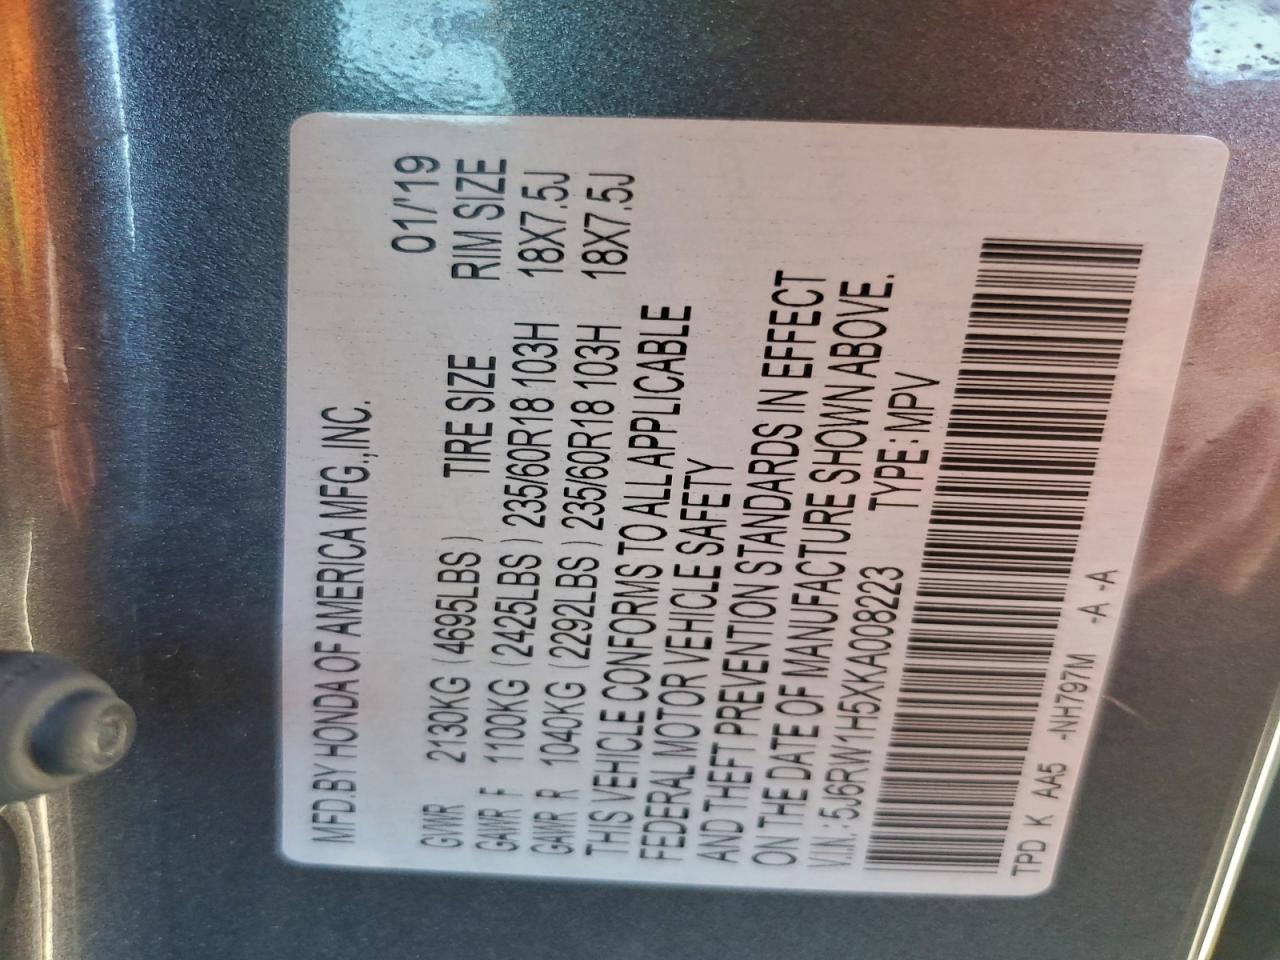 MFD.BY HONDA OF AMERICA MFG.,INC.
01/'19
GVWR 2130KG (4695LBS) TIRE SIZE RIM SIZE
GAWR F 1100KG (2425LBS) 235/60R18 103H 18X7.5J
GAWR R 1040KG (2292LBS) 235/60R18 103H 18X7.5J
THIS VEHICLE CONFORMS TO ALL APPLICABLE
FEDERAL MOTOR VEHICLE SAFETY
AND THEFT PREVENTION STANDARDS IN EFFECT
ON THE DATE OF MANUFACTURE SHOWN ABOVE.
V.I.N.:5J6RW1H5XKA008223 TYPE:MPV
TPD K AA5 -NH797M -A -A